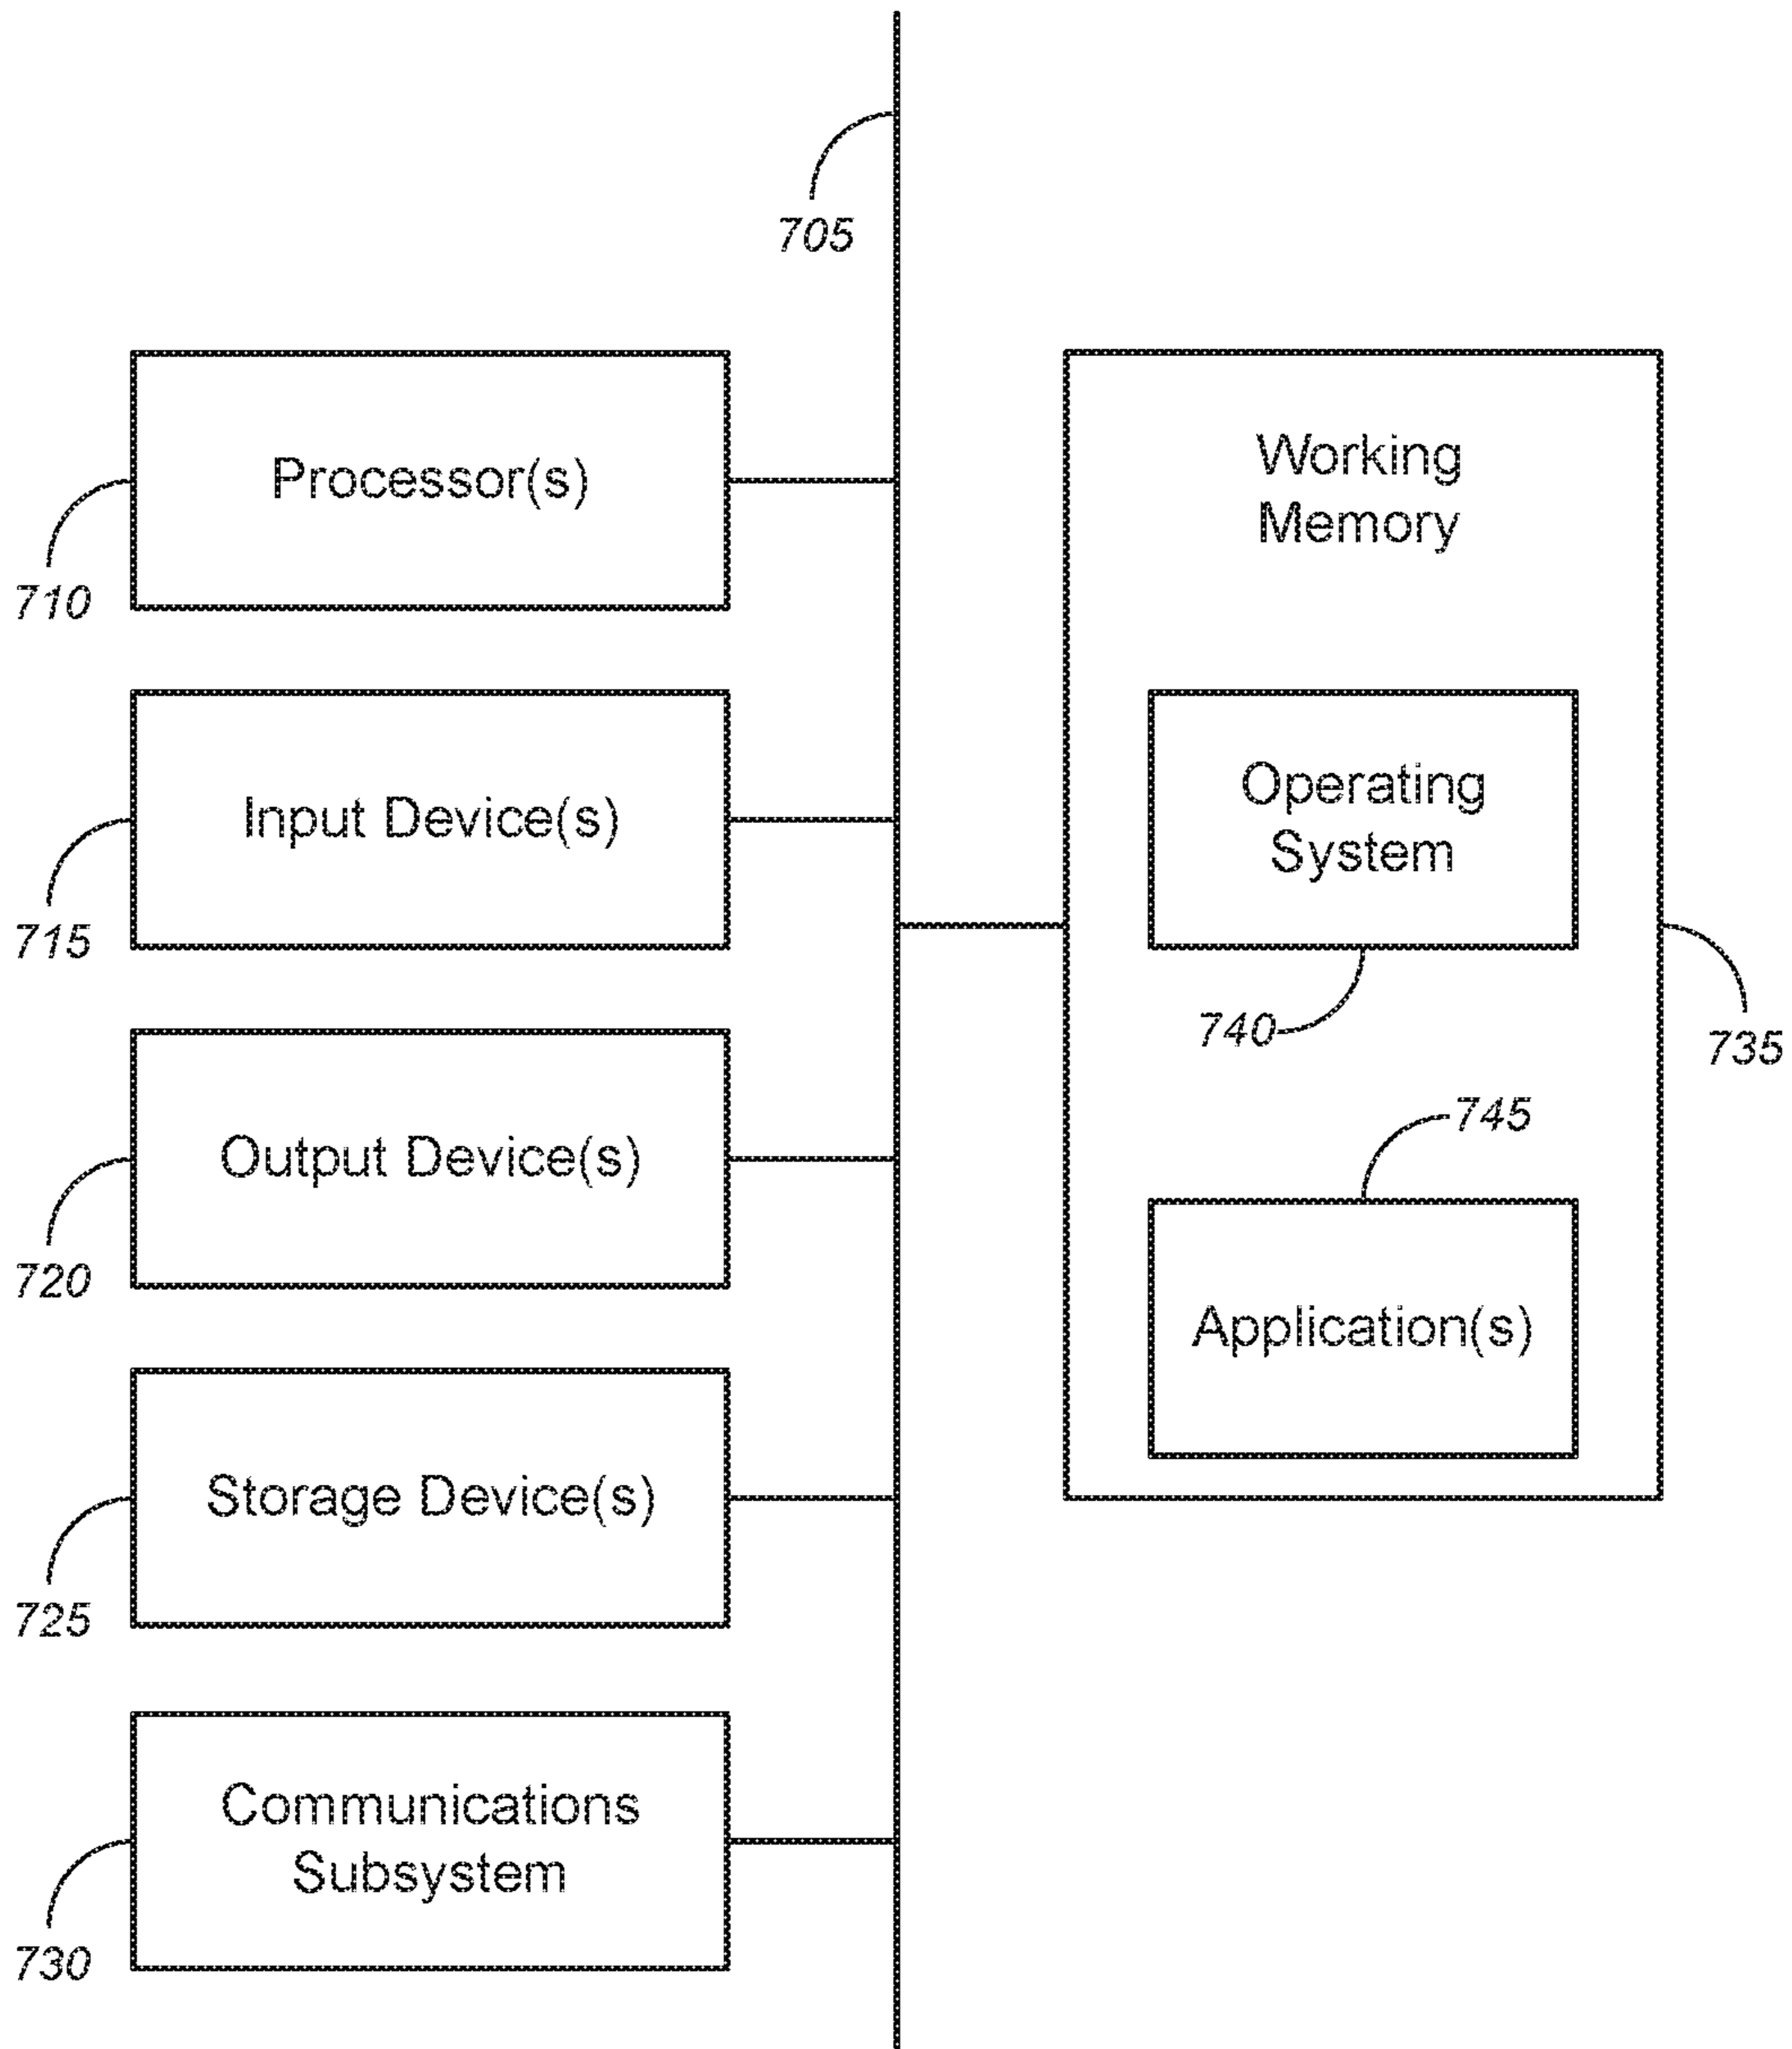 705
Processor(s)
710
Input Device(s)
715
Output Device(s)
720
Storage Device(s)
725
Communications
Subsystem
730
Working
Memory
Operating
System
740
735
745
Application(s)